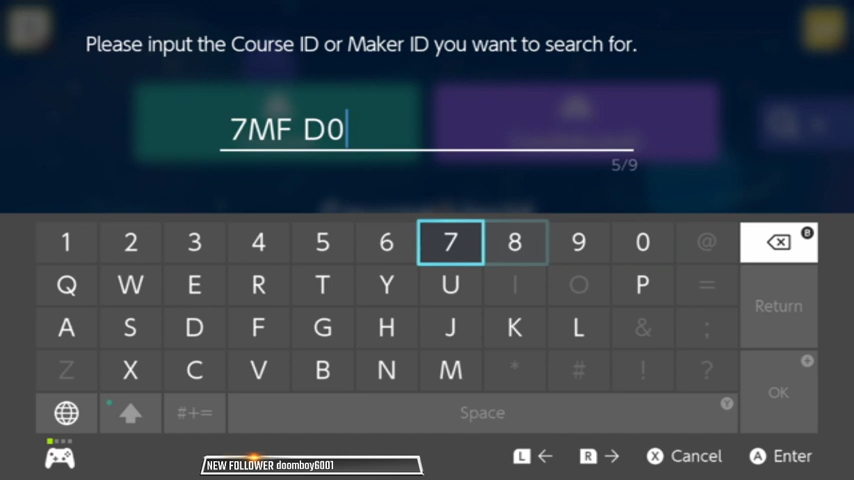 Please input the Course ID or Maker ID you want to search for.
7MF D0
5/9
1 2 3 4 5 6 7 8 9 0 @ B
Q W E R T Y U I O P =
Return
A S D F G H J K L & ;
Z X C V B N M * # ! ?
OK
#+= Space Y
L ← R → X Cancel A Enter
NEW FOLLOWER doomboy6001